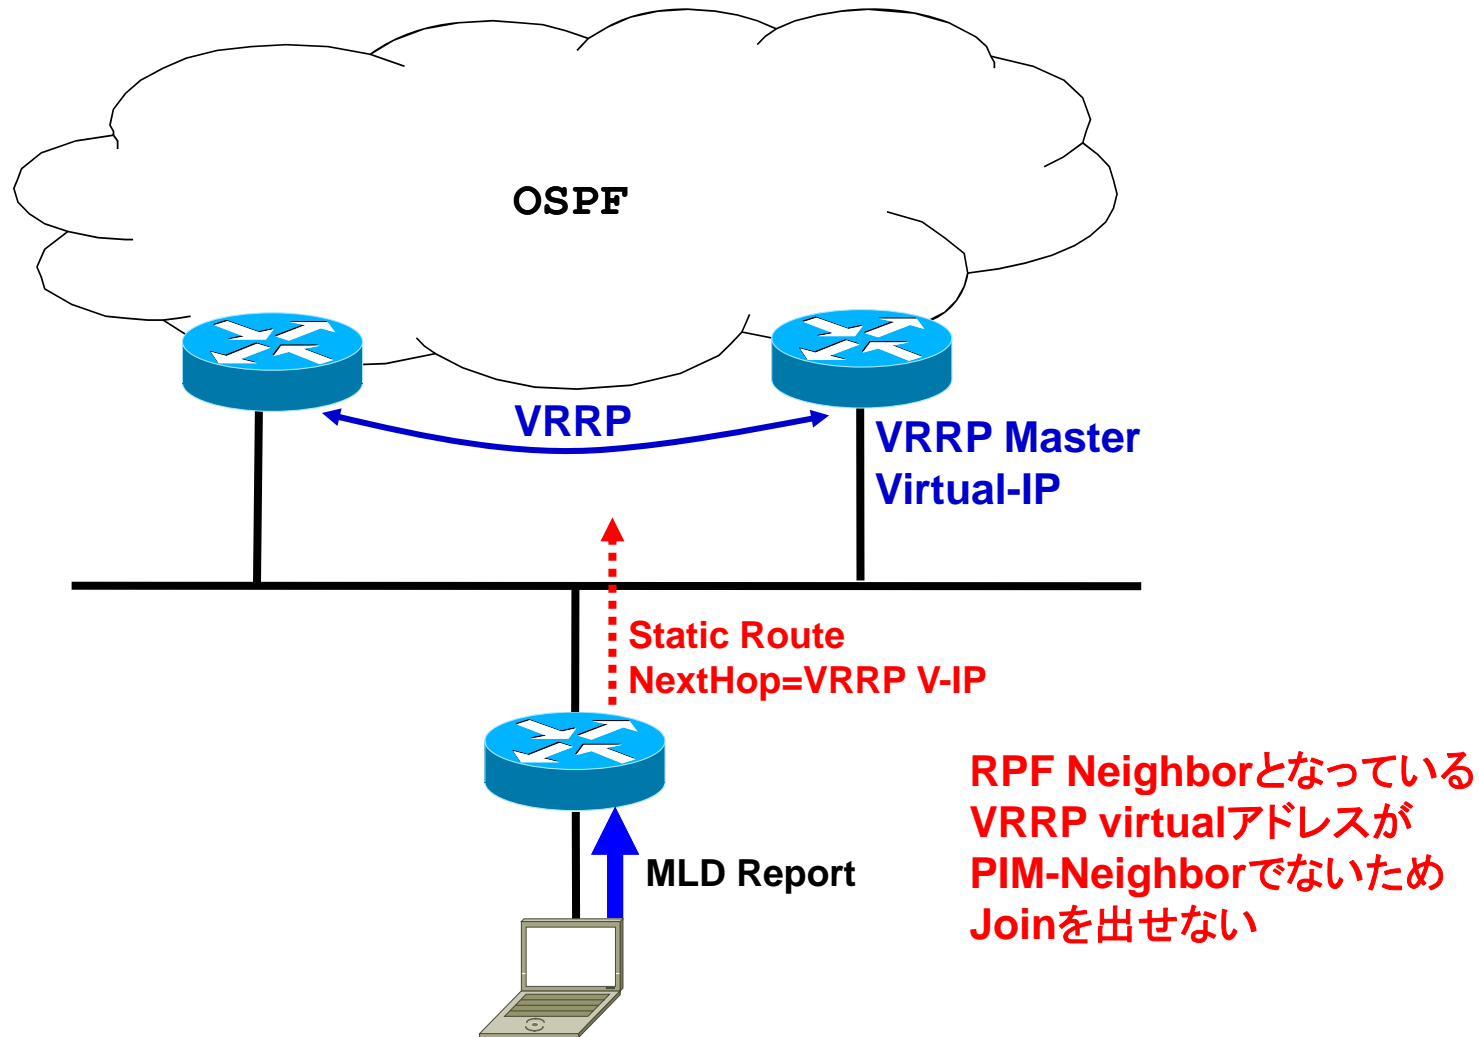 OSPF
VRRP
VRRP Master
Virtual-IP
Static Route
NextHop=VRRP V-IP
RPF Neighborとなっている
VRRP virtualアドレスが
PIM-Neighborでないため
Joinを出せない
MLD Report